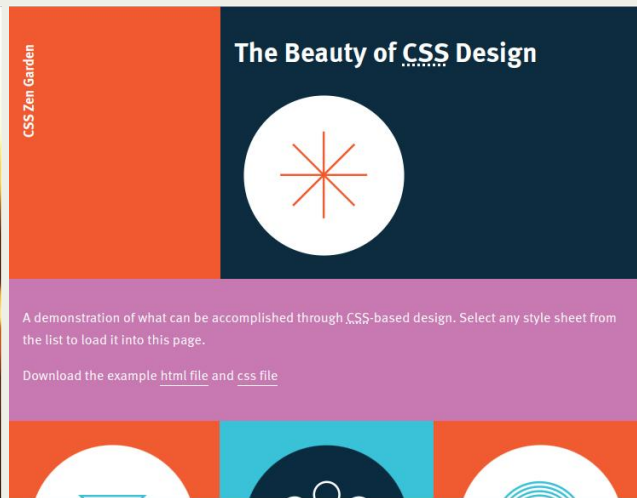 CSS Zen Garden
The Beauty of CSS Design
A demonstration of what can be accomplished through CSS-based design. Select any style sheet from
the list to load it into this page.
Download the example html file and css file